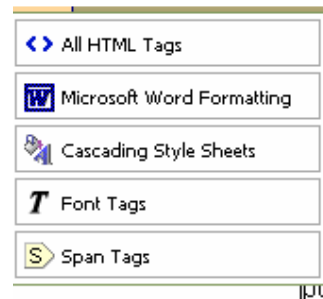 All HTML Tags
W Microsoft Word Formatting
Cascading Style Sheets
T Font Tags
S Span Tags